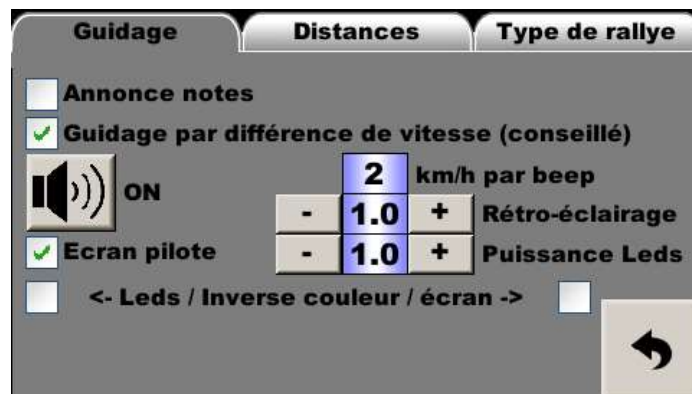 Guidage Distances Type de rallye
Annonce notes
Guidage par différence de vitesse (conseillé)
ON 2 km/h par beep
- 1.0 + Rétro-éclairage
Ecran pilote - 1.0 + Puissance Leds
<- Leds / Inverse couleur / écran ->